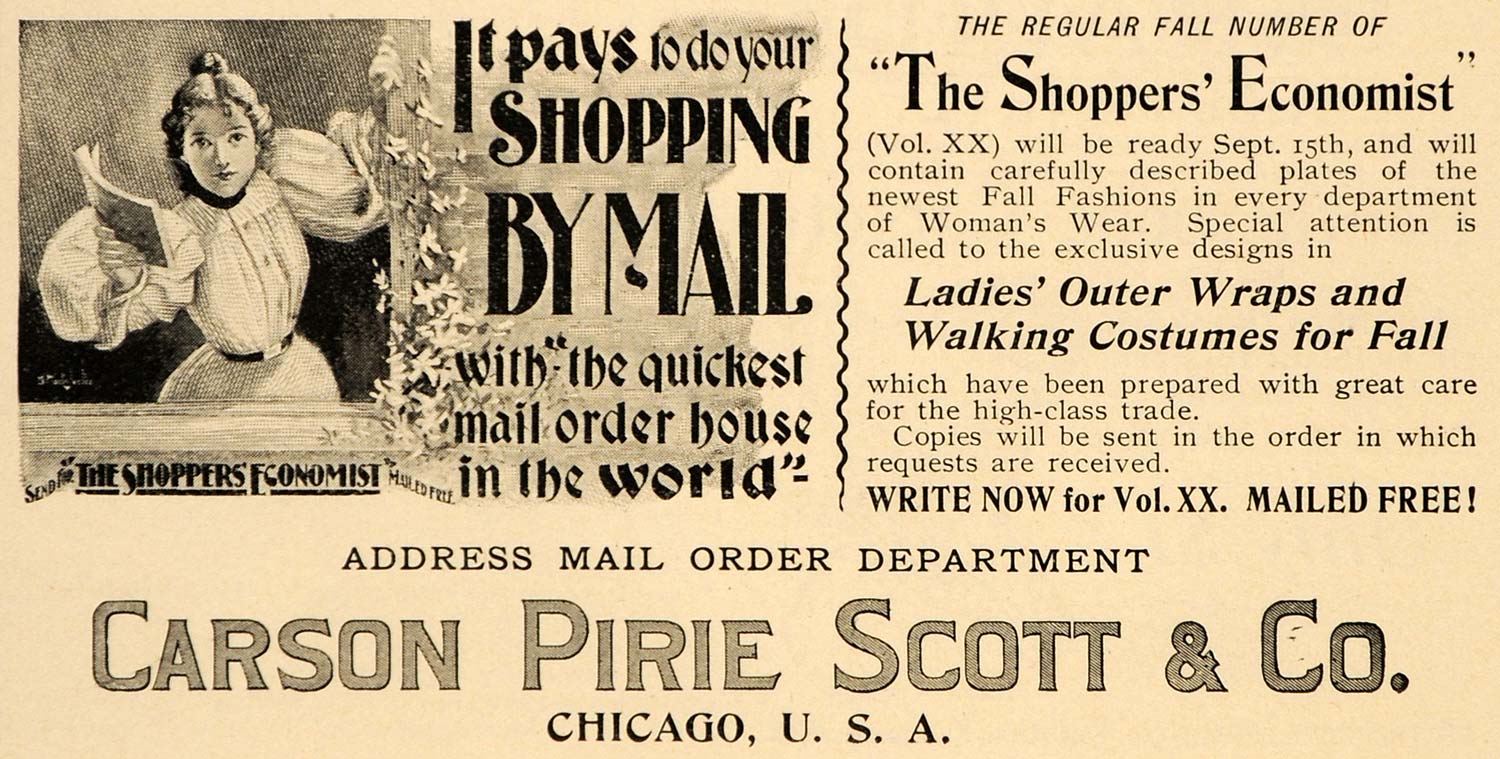 It pays to do your
SHOPPING
BY MAIL
with "the quickest
mail order house
in the world"-
SEND FOR "THE SHOPPERS' ECONOMIST" MAILED FREE
THE REGULAR FALL NUMBER OF
"The Shoppers' Economist"
(Vol. XX) will be ready Sept. 15th, and will
contain carefully described plates of the
newest Fall Fashions in every department
of Woman's Wear. Special attention is
called to the exclusive designs in
Ladies' Outer Wraps and
Walking Costumes for Fall
which have been prepared with great care
for the high-class trade.
Copies will be sent in the order in which
requests are received.
WRITE NOW for Vol. XX. MAILED FREE!
ADDRESS MAIL ORDER DEPARTMENT
CARSON PIRIE SCOTT & CO.
CHICAGO, U. S. A.